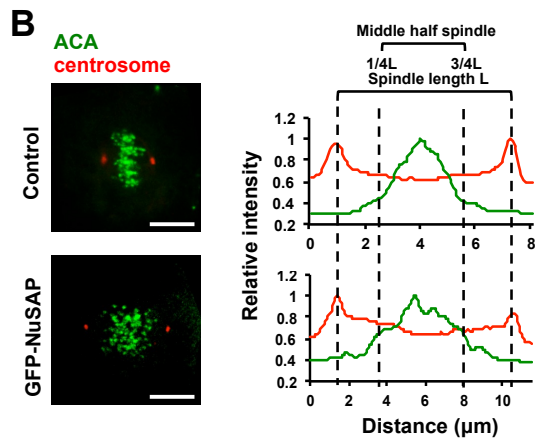 B
ACA
centrosome
Control
GFP-NuSAP
Middle half spindle
1/4L 3/4L
Spindle length L
Relative intensity
1.2
1
0.8
0.6
0.4
0.2
0 2 4 6 8
1.2
1
0.8
0.6
0.4
0.2
0 2 4 6 8 10
Distance (μm)